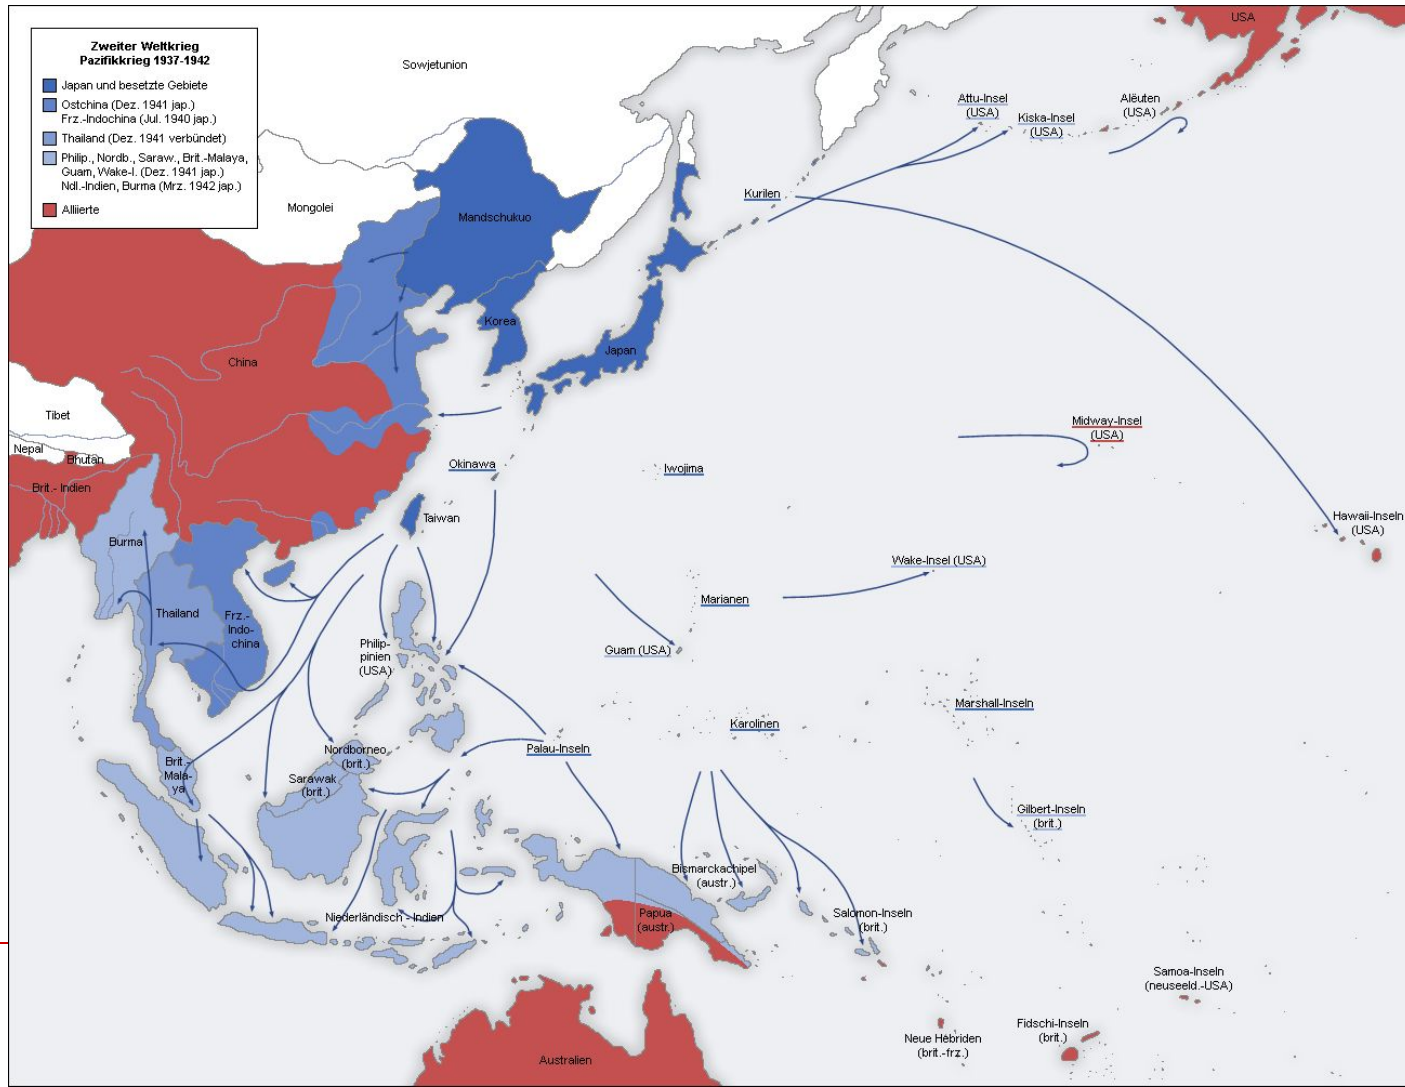 Zweiter Weltkrieg
Pazifikkrieg 1937-1942
Japan und besetzte Gebiete
Ostchina (Dez. 1941 jap.)
Frz.-Indochina (Jul. 1940 jap.)
Thailand (Dez. 1941 verbündet)
Philip., Nordb., Saraw., Brit.-Malaya,
Guam, Wake-I. (Dez. 1941 jap.)
Ndl.-Indien, Burma (Mrz. 1942 jap.)
Alliierte
USA
Sowjetunion
Attu-Insel
(USA)
Kiska-Insel
(USA)
Alëuten
(USA)
Mongolei
Mandschukuo
Kurilen
Korea
Japan
China
Tibet
Nepal
Bhutan
Brit.- Indien
Midway-Insel
(USA)
Okinawa
Iwojima
Taiwan
Hawaii-Inseln
(USA)
Burma
Wake-Insel (USA)
Marianen
Thailand
Frz.-
Indo-
china
Philip-
pinien
(USA)
Guam (USA)
Marshall-Inseln
Karolinen
Palau-Inseln
Nordborneo
(brit.)
Brit.-
Mala-
ya
Sarawak
(brit.)
Gilbert-Inseln
(brit.)
Bismarckachipel
(austr.)
Niederländisch - Indien
Papua
(austr.)
Salomon-Inseln
(brit.)
Samoa-Inseln
(neuseeld.-USA)
Neue Hebriden
(brit.-frz.)
Fidschi-Inseln
(brit.)
Australien